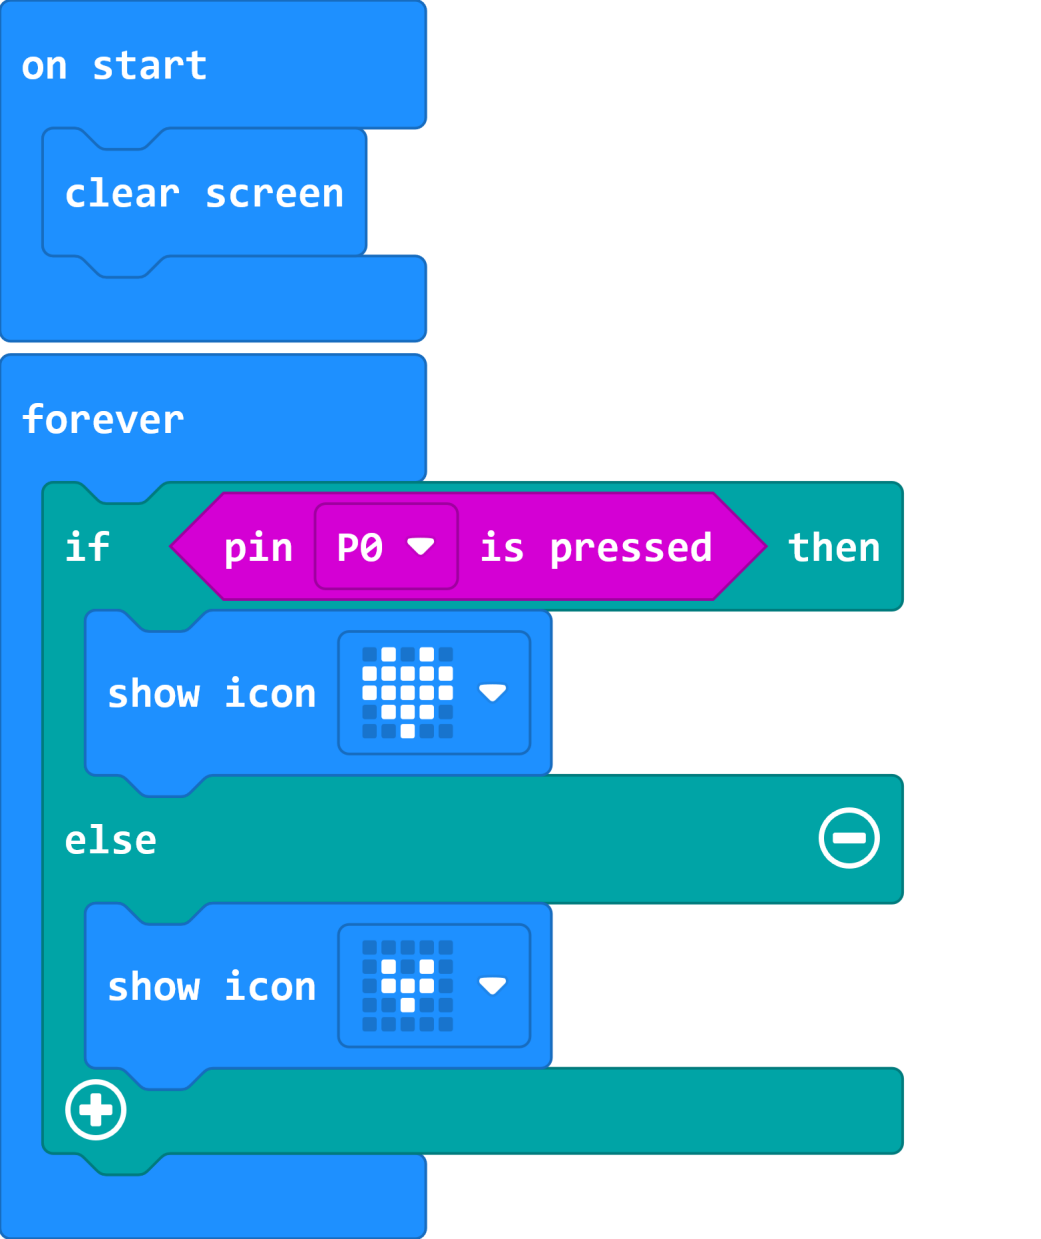 on start
clear screen
forever
if pin P0 is pressed then
show icon
else
show icon